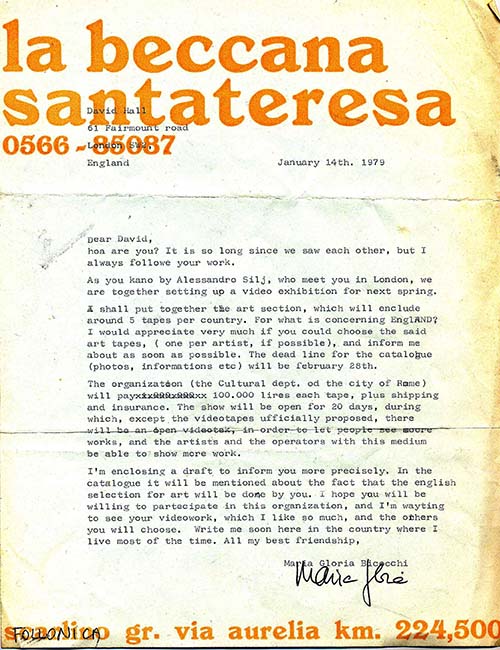 la beccana
santateresa
David Hall
61 Fairmount road
0566 - 85087
London SW2.
England
January 14th. 1979
Dear David,
hoa are you? It is so long since we saw each other, but I
always followe your work.
As you kano by Alessandro Silj, who meet you in London, we
are together setting up a video exhibition for next spring.
I shall put together the art section, which will enclude
around 5 tapes per country. For what is concerning EnglAND?
I would appreciate very much if you could choose the said
art tapes, ( one per artist, if possible), and inform me
about as soon as possible. The dead line for the catalogue
(photos, informations etc) will be february 28th.
The organization (the Cultural dept. od the city of Rome)
will pay 100.000 lires each tape, plus shipping
and insurance. The show will be open for 20 days, during
which, except the videotapes ufficially proposed, there
will be an open videotek, in order to let people see moore
works, and the artists and the operators with this medium
be able to show more work.
I'm enclosing a draft to inform you more precisely. In the
catalogue it will be mentioned about the fact that the english
selection for art will be done by you. I hope you will be
willing to partecipate in this organization, and I'm wayting
to see your videowork, which I like so much, and the others
you will choose. Write me soon here in the country where I
live most of the time. All my best friendship,
Maria Gloria Bicocchi
Maria Gloria
FOLLONICA
scarlino gr. via aurelia km. 224,500